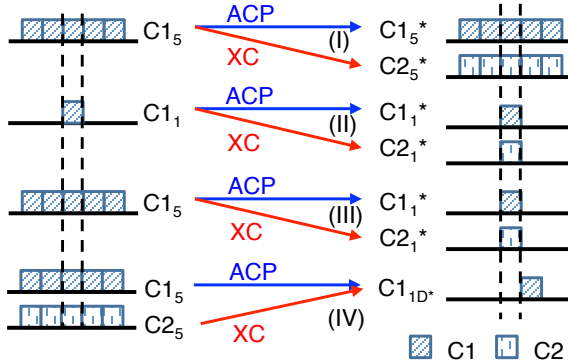 C1₅ ACP (I) C1₅*
XC C2₅*
C1₁ ACP (II) C1₁*
XC C2₁*
C1₅ ACP (III) C1₁*
XC C2₁*
C1₅ ACP C1₁D*
C2₅ XC (IV)
C1 C2